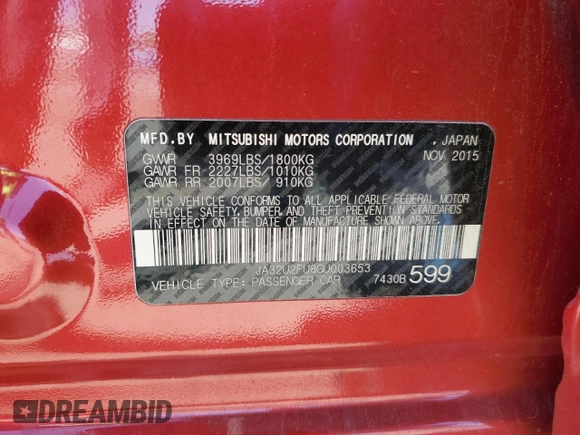 MFD.BY MITSUBISHI MOTORS CORPORATION , JAPAN
GVWR 3969LBS/1800KG NOV 2015
GAWR FR 2227LBS/1010KG
GAWR RR 2007LBS/ 910KG
THIS VEHICLE CONFORMS TO ALL APPLICABLE FEDERAL MOTOR
VEHICLE SAFETY, BUMPER, AND THEFT PREVENTION STANDARDS
IN EFFECT ON THE DATE OF MANUFACTURE SHOWN ABOVE.
JA32U2FU8GU003653
VEHICLE TYPE: PASSENGER CAR 7430B 599
DREAMBID